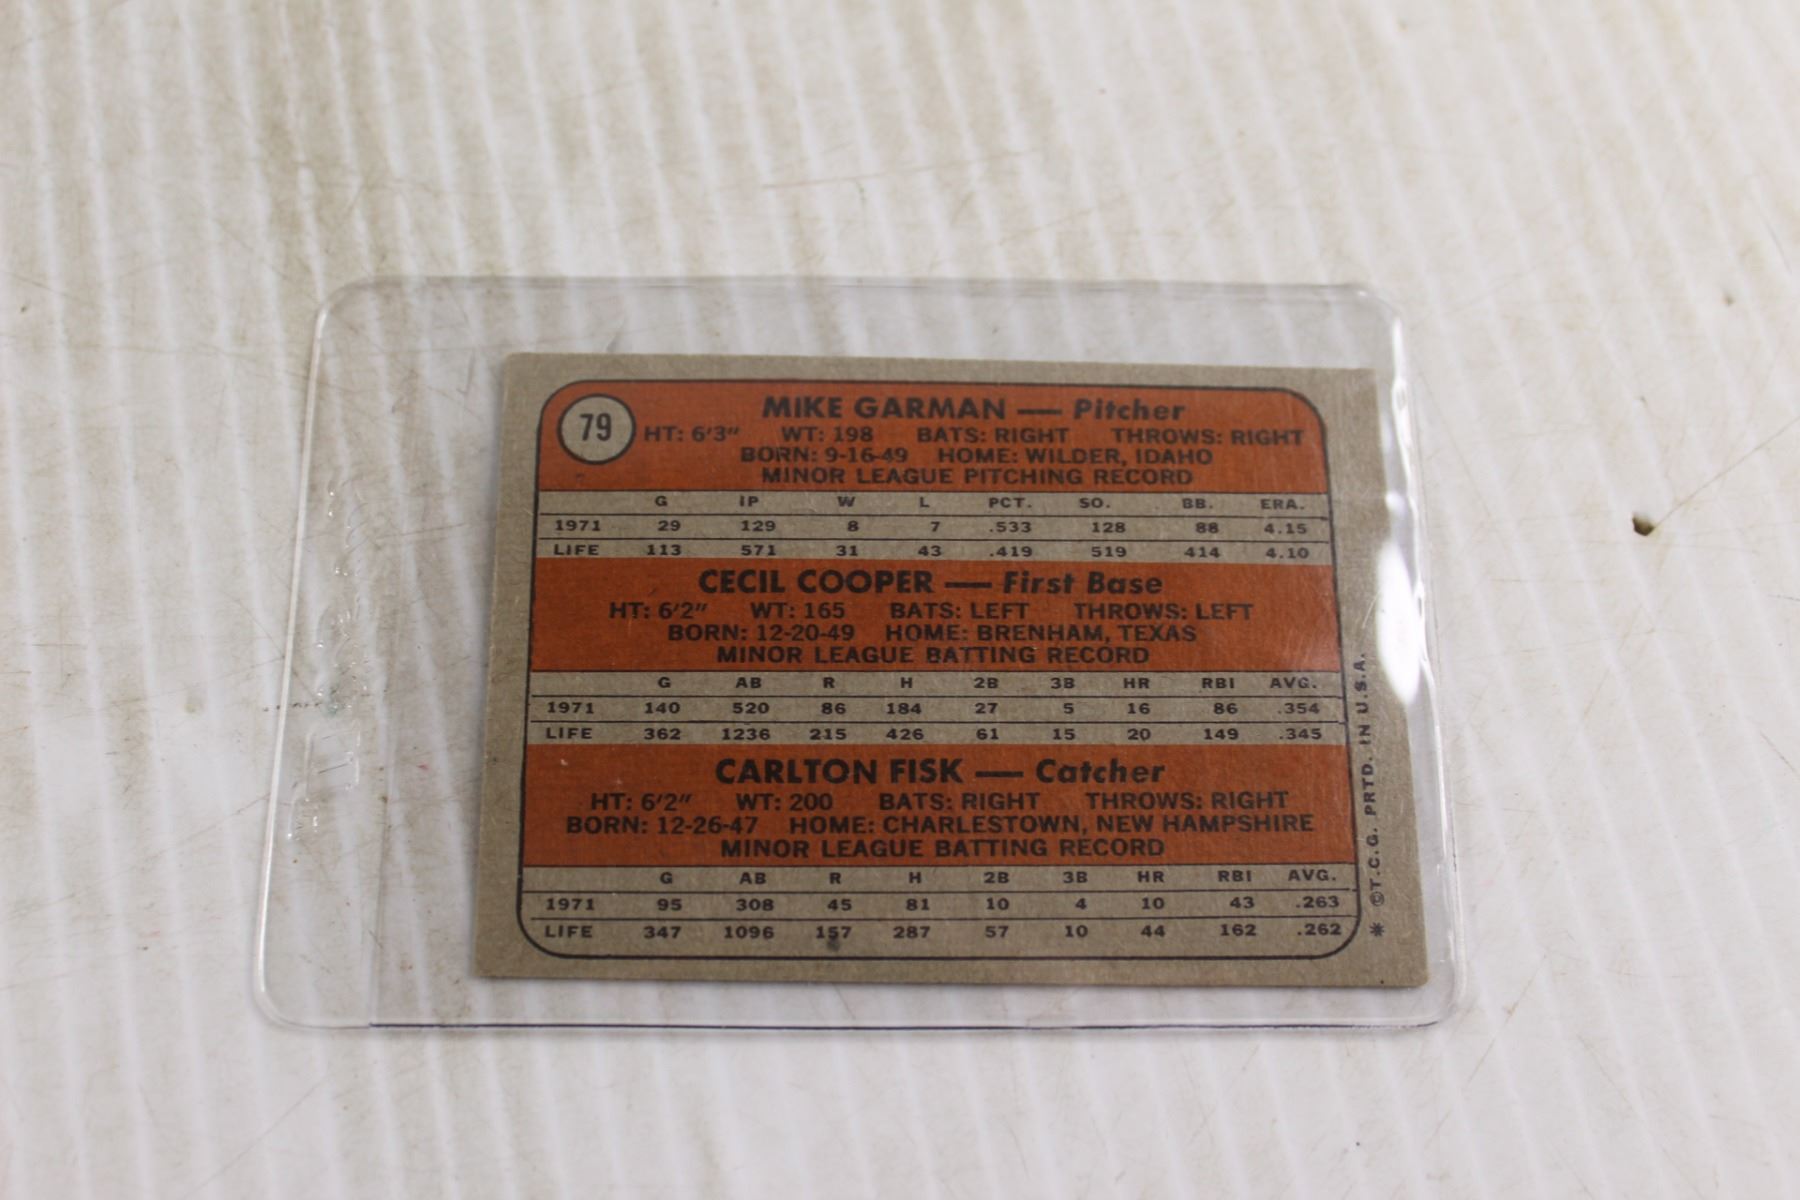 79
MIKE GARMAN — Pitcher
HT: 6'3" WT: 198 BATS: RIGHT THROWS: RIGHT
BORN: 9-16-49 HOME: WILDER, IDAHO
MINOR LEAGUE PITCHING RECORD
G IP W L PCT. SO. BB. ERA.
1971 29 129 8 7 .533 128 88 4.15
LIFE 113 571 31 43 .419 519 414 4.10
CECIL COOPER — First Base
HT: 6'2" WT: 165 BATS: LEFT THROWS: LEFT
BORN: 12-20-49 HOME: BRENHAM, TEXAS
MINOR LEAGUE BATTING RECORD
G AB R H 2B 3B HR RBI AVG.
1971 140 520 86 184 27 5 16 86 .354
LIFE 362 1236 215 426 61 15 20 149 .345
CARLTON FISK — Catcher
HT: 6'2" WT: 200 BATS: RIGHT THROWS: RIGHT
BORN: 12-26-47 HOME: CHARLESTOWN, NEW HAMPSHIRE
MINOR LEAGUE BATTING RECORD
G AB R H 2B 3B HR RBI AVG.
1971 95 308 45 81 10 4 10 43 .263
LIFE 347 1096 157 287 57 10 44 162 .262
* ©T.C.G. PRTD. IN U.S.A.